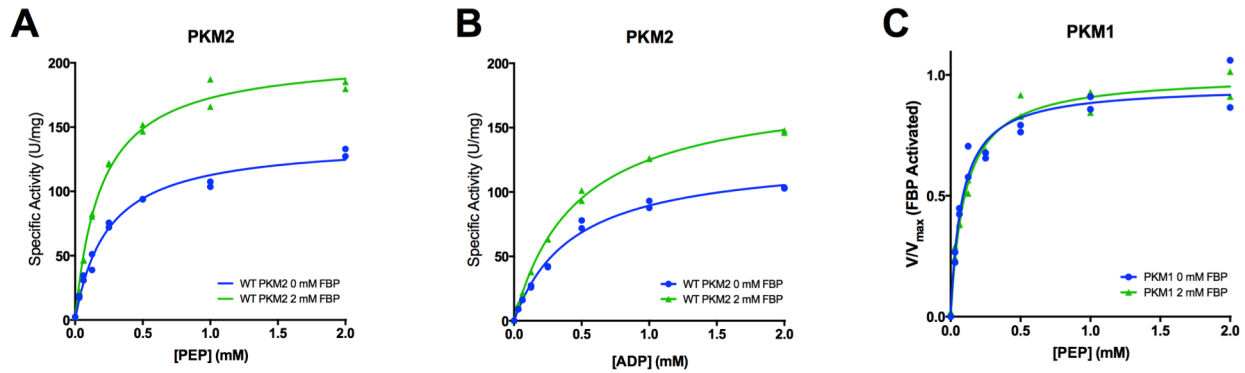 A
PKM2
Specific Activity (U/mg)
200
150
100
50
0
0.0 0.5 1.0 1.5 2.0
[PEP] (mM)
WT PKM2 0 mM FBP
WT PKM2 2 mM FBP
B
PKM2
Specific Activity (U/mg)
200
150
100
50
0
0.0 0.5 1.0 1.5 2.0
[ADP] (mM)
WT PKM2 0 mM FBP
WT PKM2 2 mM FBP
C
PKM1
V/Vmax (FBP Activated)
1.0
0.5
0.0
0.0 0.5 1.0 1.5 2.0
[PEP] (mM)
PKM1 0 mM FBP
PKM1 2 mM FBP